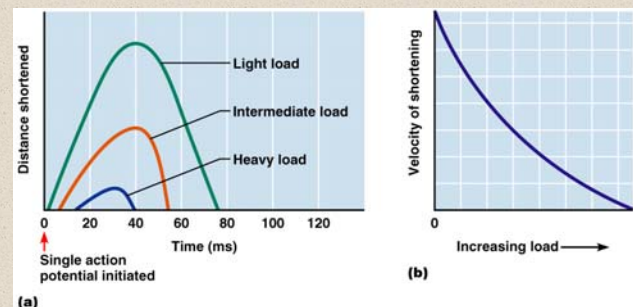 Distance shortened
Light load
Intermediate load
Heavy load
0 20 40 60 80 100 120
Time (ms)
Single action
potential initiated
(a)
Velocity of shortening
0
Increasing load
(b)